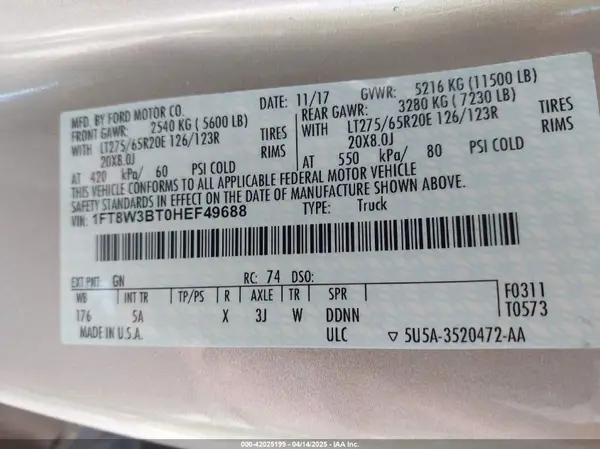 MFD. BY FORD MOTOR CO.
DATE: 11/17
GVWR: 5216 KG (11500 LB)
FRONT GAWR: 2540 KG (5600 LB)
REAR GAWR: 3280 KG (7230 LB)
WITH LT275/65R20E 126/123R TIRES
20X8.0J RIMS
WITH LT275/65R20E 126/123R TIRES
20X8.0J RIMS
AT 420 kPa/ 60 PSI COLD
AT 550 kPa/ 80 PSI COLD
THIS VEHICLE CONFORMS TO ALL APPLICABLE FEDERAL MOTOR VEHICLE
SAFETY STANDARDS IN EFFECT ON THE DATE OF MANUFACTURE SHOWN ABOVE.
VIN: 1FT8W3BT0HEF49688
TYPE: Truck
EXT PNT: GN RC: 74 DSO:
WB INT TR TP/PS R AXLE TR SPR
176 5A X 3J W DDNN
F0311
T0573
MADE IN U.S.A.
ULC ▽ 5U5A-3520472-AA
000-42025199 - 04/14/2025 - IAA Inc.